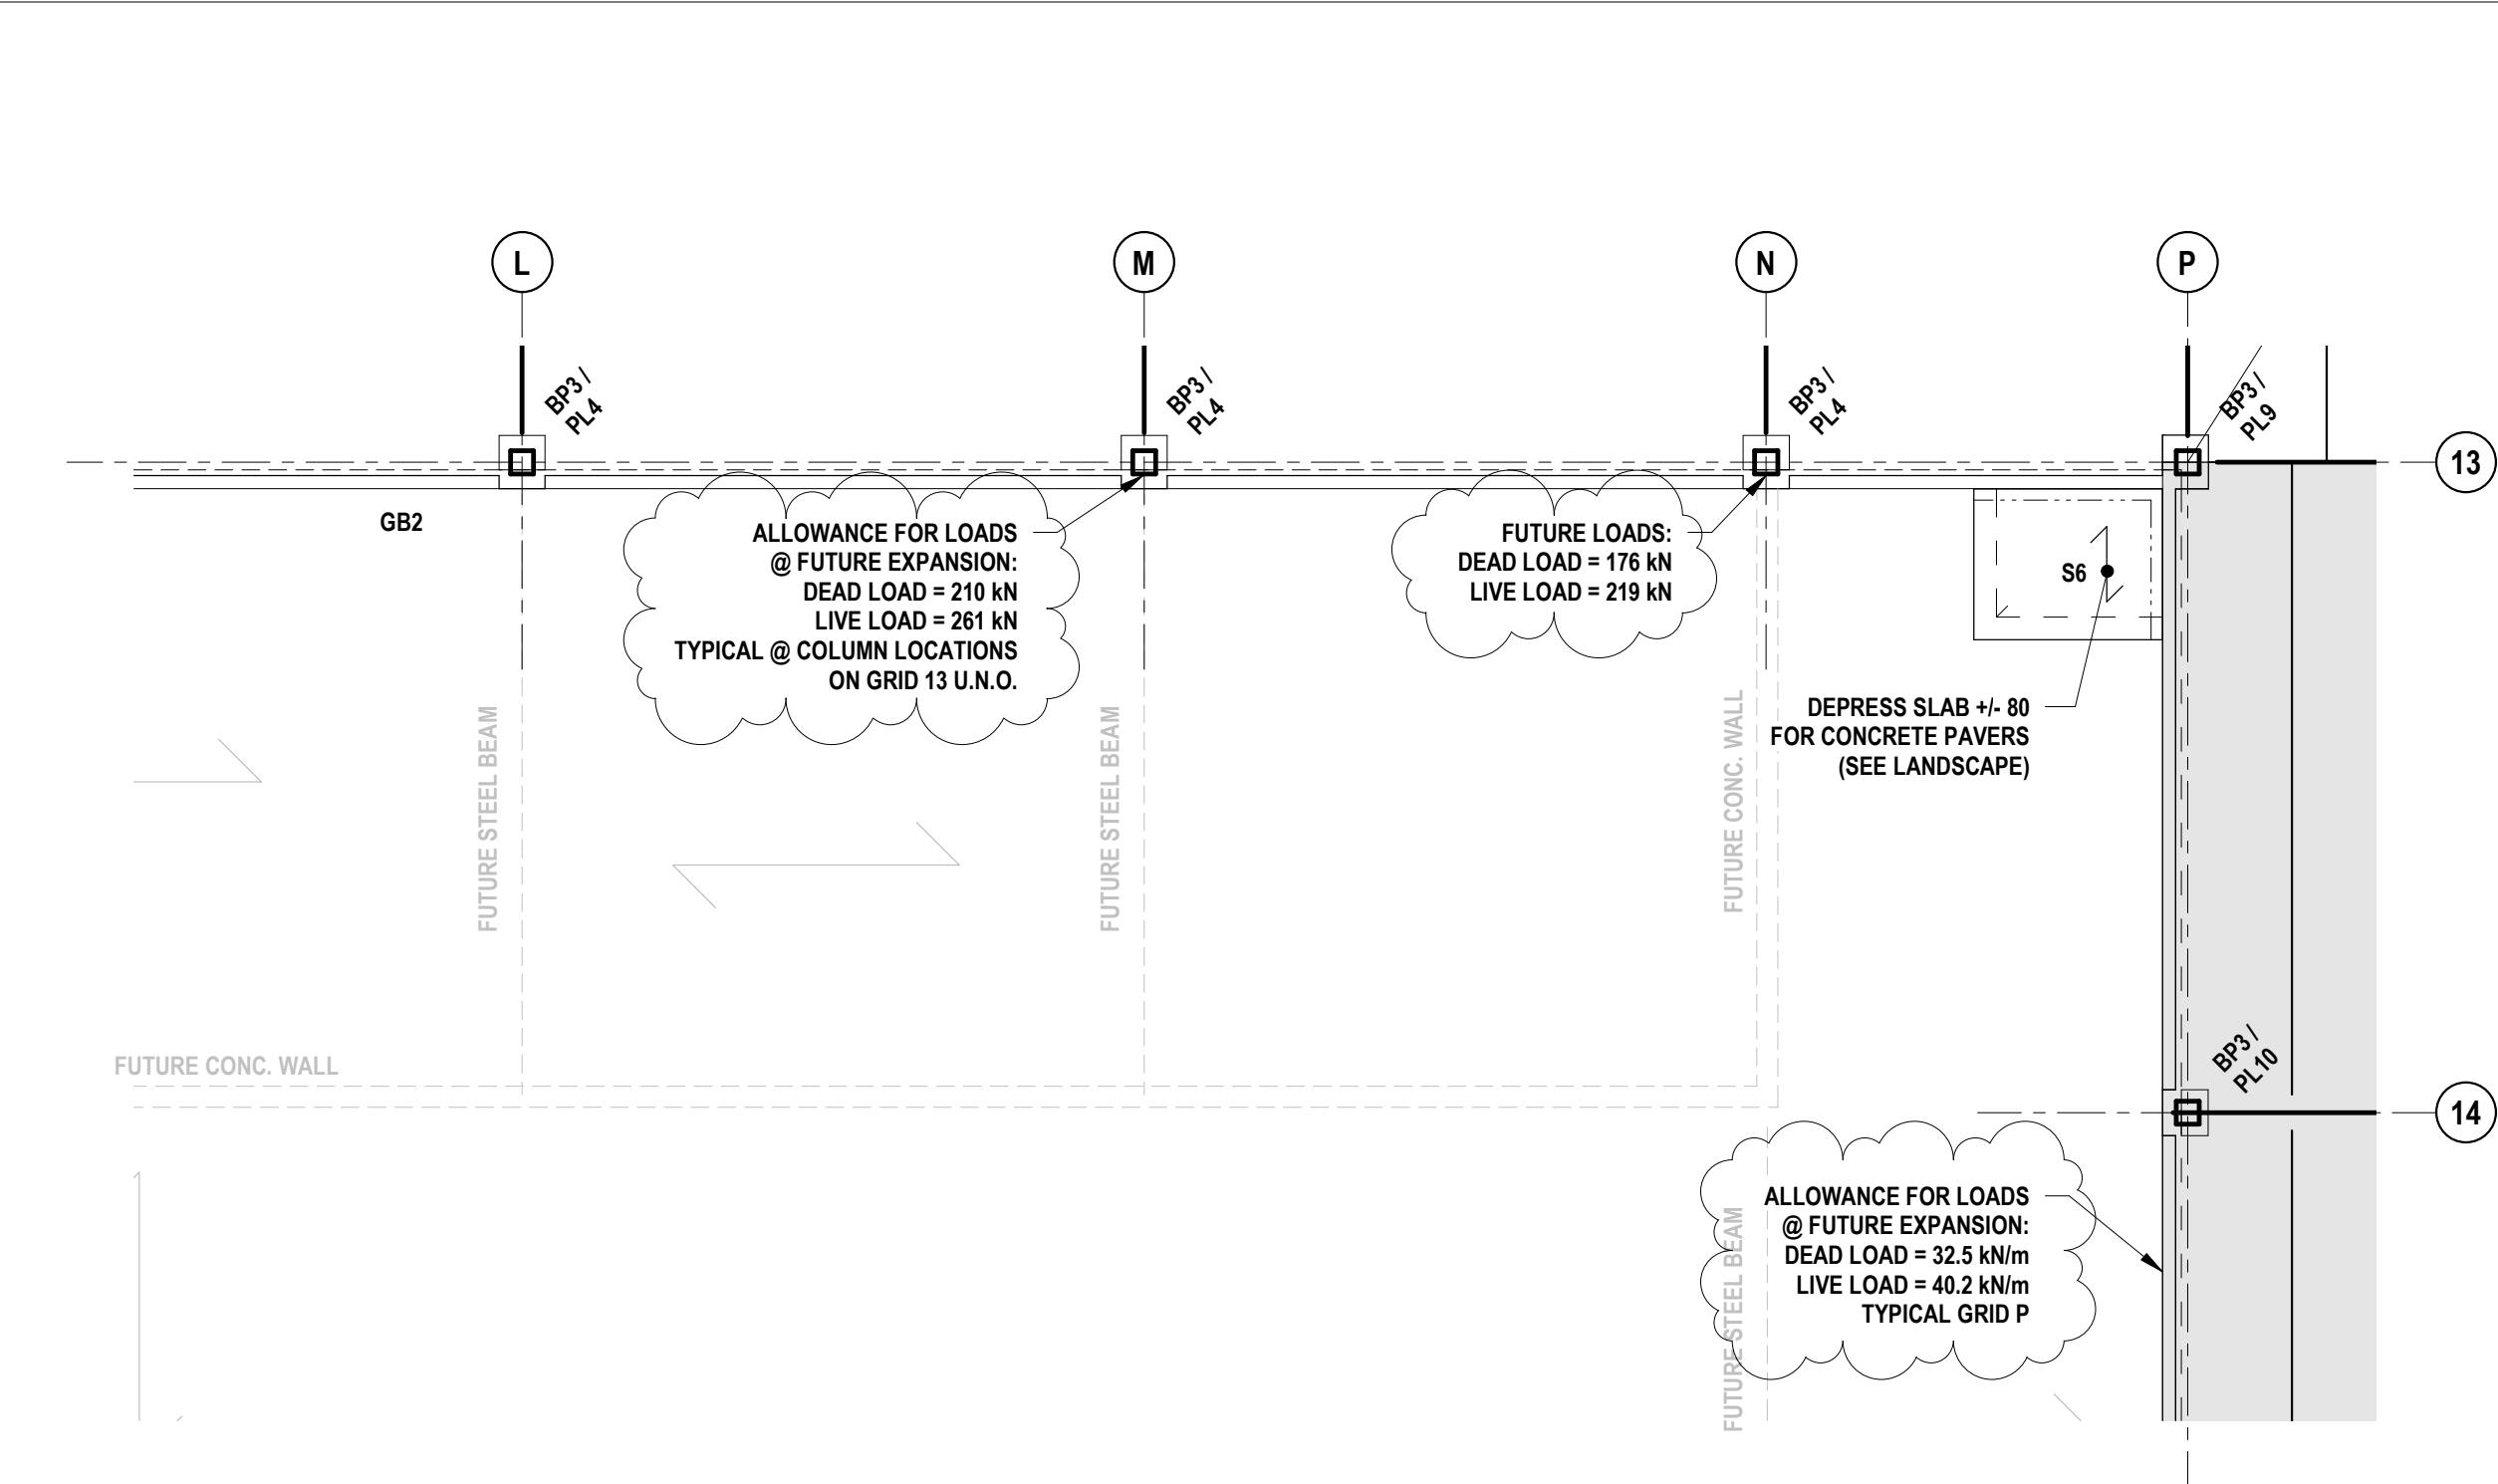 L
M
N
P
BP3 /
PL4
BP3 /
PL4
BP3 /
PL4
BP3 /
PL9
13
GB2
ALLOWANCE FOR LOADS
@ FUTURE EXPANSION:
DEAD LOAD = 210 kN
LIVE LOAD = 261 kN
TYPICAL @ COLUMN LOCATIONS
ON GRID 13 U.N.O.
FUTURE LOADS:
DEAD LOAD = 176 kN
LIVE LOAD = 219 kN
S6
DEPRESS SLAB +/- 80
FOR CONCRETE PAVERS
(SEE LANDSCAPE)
FUTURE STEEL BEAM
FUTURE STEEL BEAM
FUTURE CONC. WALL
FUTURE CONC. WALL
BP3 /
PL10
14
ALLOWANCE FOR LOADS
@ FUTURE EXPANSION:
DEAD LOAD = 32.5 kN/m
LIVE LOAD = 40.2 kN/m
TYPICAL GRID P
FUTURE STEEL BEAM